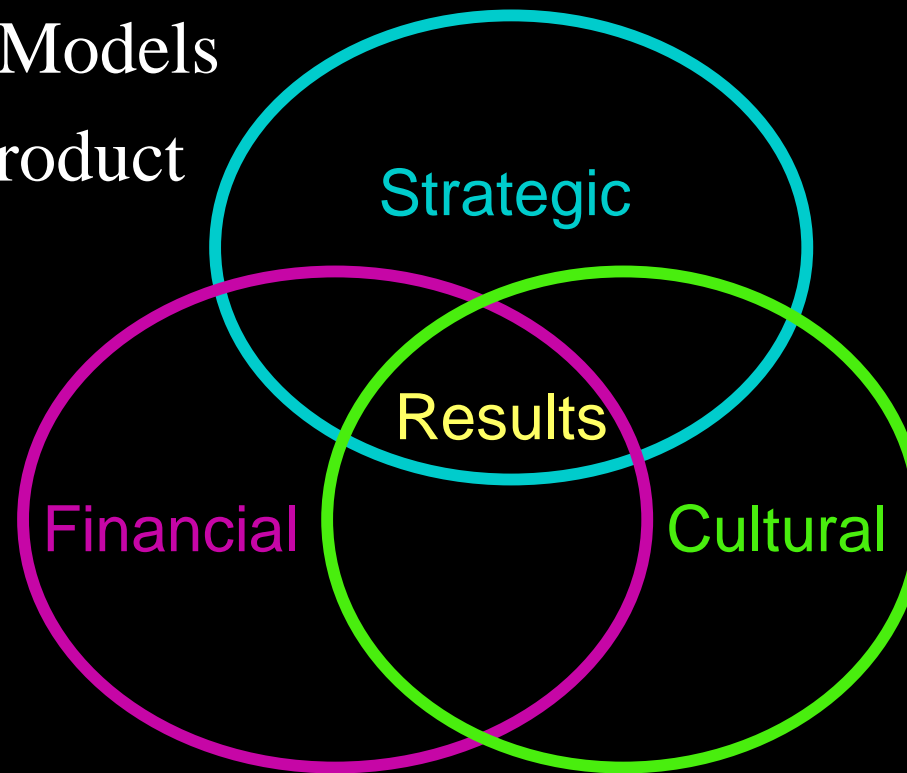 Models
roduct
Strategic
Results
Financial
Cultural